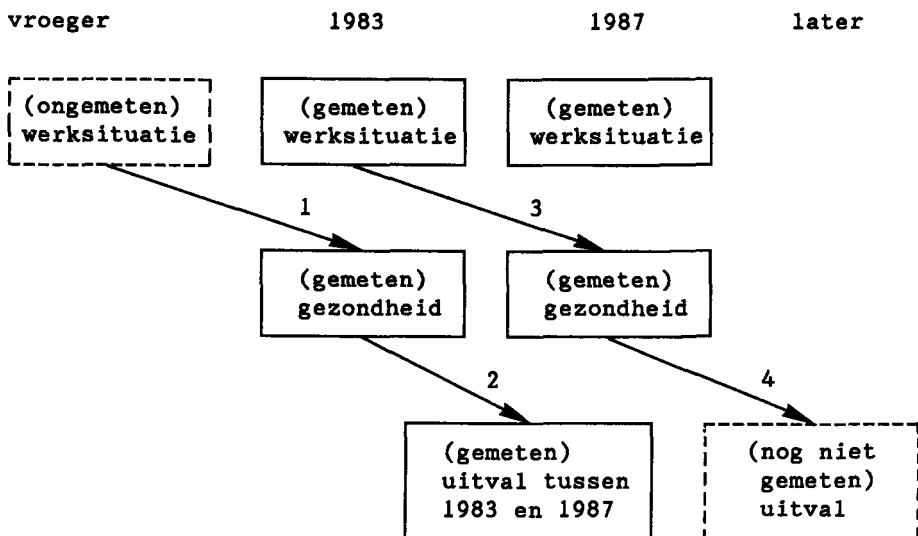 vroeger 1983 1987 later
(ongemeten) (gemeten) (gemeten)
werksituatie werksituatie werksituatie
1 3
(gemeten) (gemeten)
gezondheid gezondheid
2 4
(gemeten) (nog niet
uitval tussen gemeten)
1983 en 1987 uitval